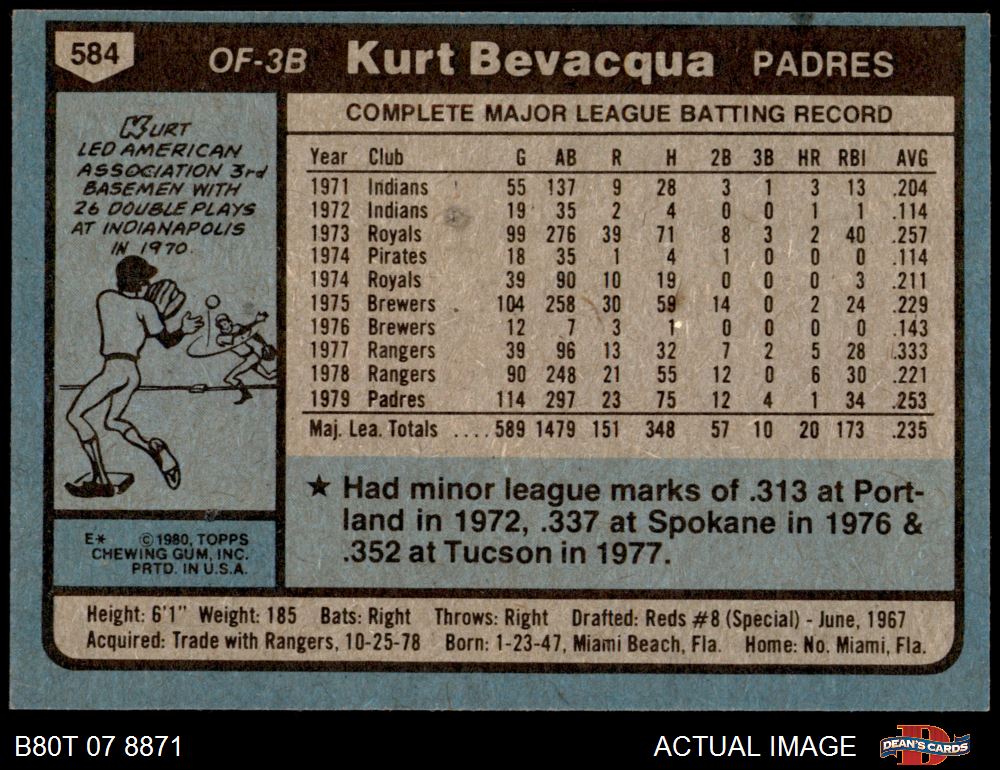 584 OF-3B Kurt Bevacqua PADRES
KURT
LED AMERICAN
ASSOCIATION 3rd
BASEMEN WITH
26 DOUBLE PLAYS
AT INDIANAPOLIS
IN 1970.
COMPLETE MAJOR LEAGUE BATTING RECORD
Year Club G AB R H 2B 3B HR RBI AVG
1971 Indians 55 137 9 28 3 1 3 13 .204
1972 Indians 19 35 2 4 0 0 1 1 .114
1973 Royals 99 276 39 71 8 3 2 40 .257
1974 Pirates 18 35 1 4 1 0 0 0 .114
1974 Royals 39 90 10 19 0 0 0 3 .211
1975 Brewers 104 258 30 59 14 0 2 24 .229
1976 Brewers 12 7 3 1 0 0 0 0 .143
1977 Rangers 39 96 13 32 7 2 5 28 .333
1978 Rangers 90 248 21 55 12 0 6 30 .221
1979 Padres 114 297 23 75 12 4 1 34 .253
Maj. Lea. Totals ....589 1479 151 348 57 10 20 173 .235
★ Had minor league marks of .313 at Port-
land in 1972, .337 at Spokane in 1976 &
.352 at Tucson in 1977.
E* ©1980, TOPPS
CHEWING GUM, INC.
PRTD. IN U.S.A.
Height: 6'1" Weight: 185 Bats: Right Throws: Right Drafted: Reds #8 (Special) - June, 1967
Acquired: Trade with Rangers, 10-25-78 Born: 1-23-47, Miami Beach, Fla. Home: No. Miami, Fla.
B80T 07 8871 ACTUAL IMAGE DEAN'S CARDS